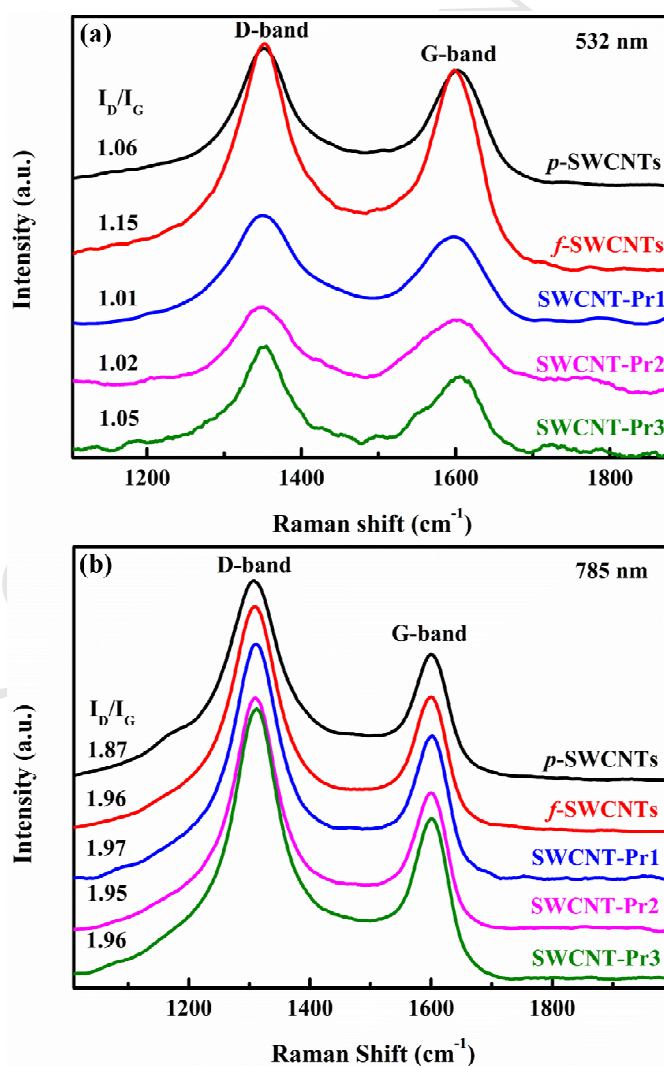 (a)
D-band
G-band
532 nm
I_D/I_G
1.06
p-SWCNTs
1.15
f-SWCNTs
1.01
SWCNT-Pr1
1.02
SWCNT-Pr2
1.05
SWCNT-Pr3
Intensity (a.u.)
1200 1400 1600 1800
Raman shift (cm⁻¹)
(b)
D-band
G-band
785 nm
I_D/I_G
1.87
p-SWCNTs
1.96
f-SWCNTs
1.97
SWCNT-Pr1
1.95
SWCNT-Pr2
1.96
SWCNT-Pr3
Intensity (a.u.)
1200 1400 1600 1800
Raman Shift (cm⁻¹)